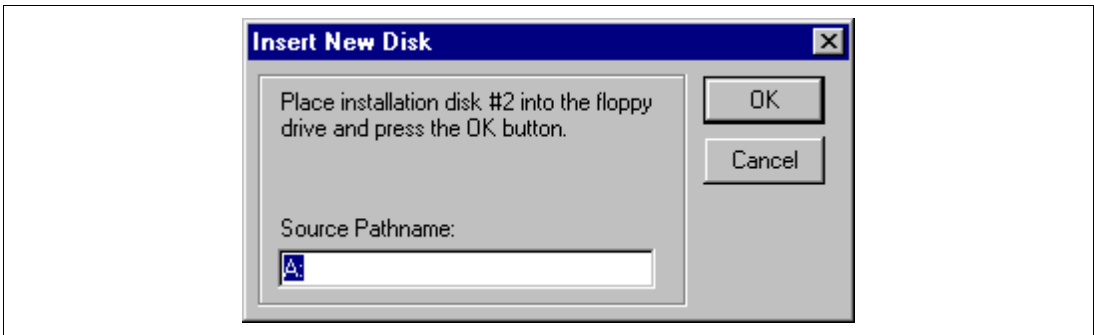 Insert New Disk
Place installation disk #2 into the floppy
drive and press the OK button.
OK
Cancel
Source Pathname:
A: